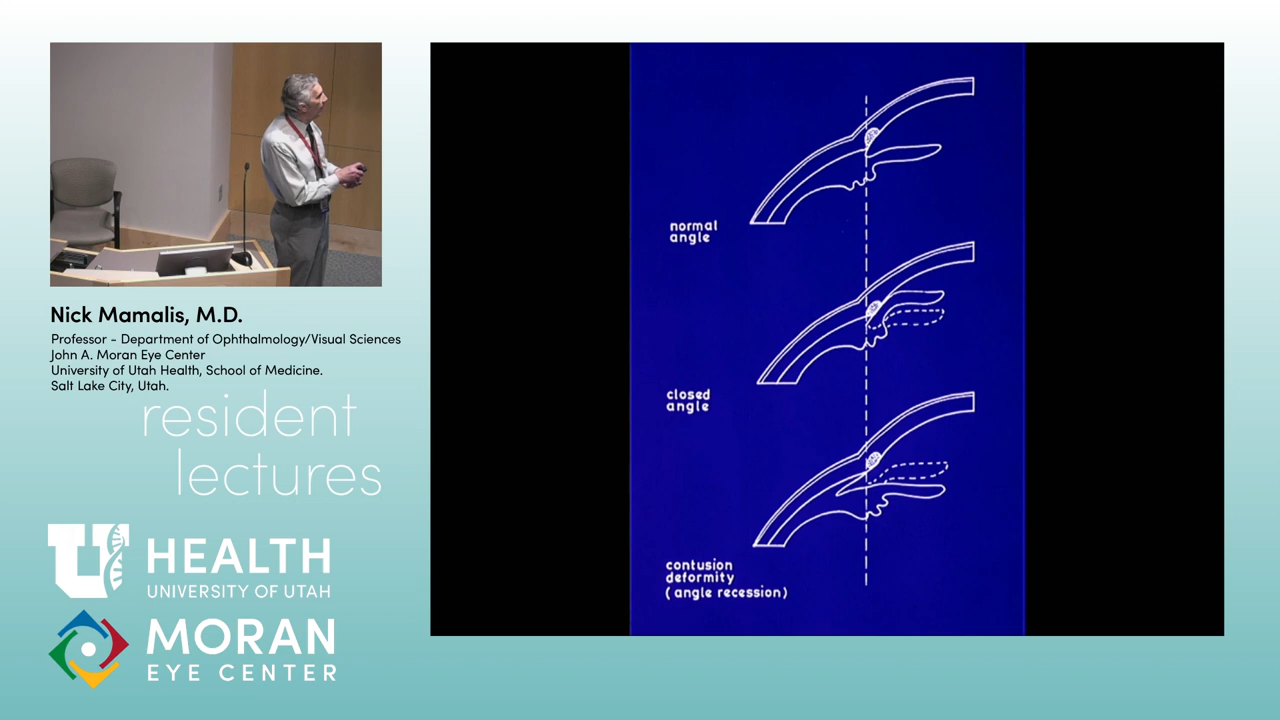 Nick Mamalis, M.D.
Professor - Department of Ophthalmology/Visual Sciences
John A. Moran Eye Center
University of Utah Health, School of Medicine.
Salt Lake City, Utah.
resident
lectures
U HEALTH
UNIVERSITY OF UTAH
MORAN
EYE CENTER
normal
angle
closed
angle
contusion
deformity
(angle recession)